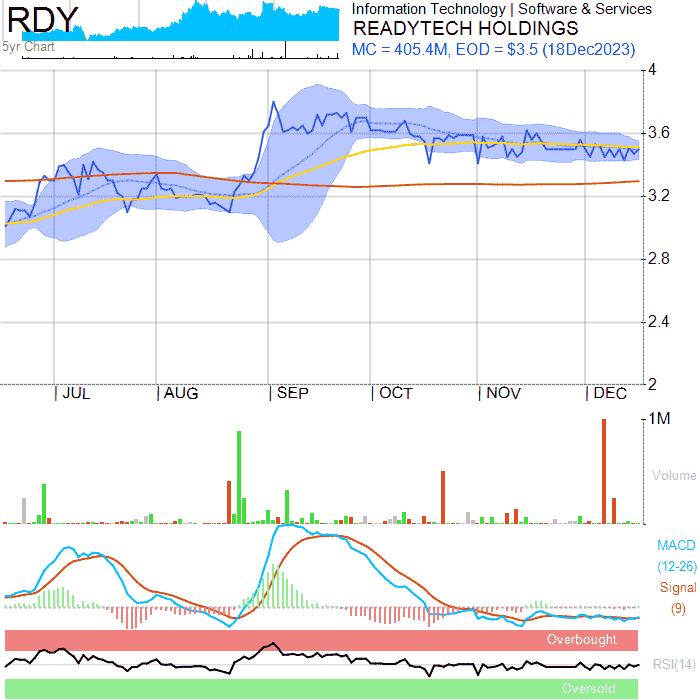 RDY
5yr Chart
Information Technology | Software & Services
READYTECH HOLDINGS
MC = 405.4M, EOD = $3.5 (18Dec2023)
4
3.6
3.2
2.8
2.4
2
JUL AUG SEP OCT NOV DEC
1M
Volume
MACD
(12-26)
Signal
(9)
Overbought
RSI(14)
Oversold